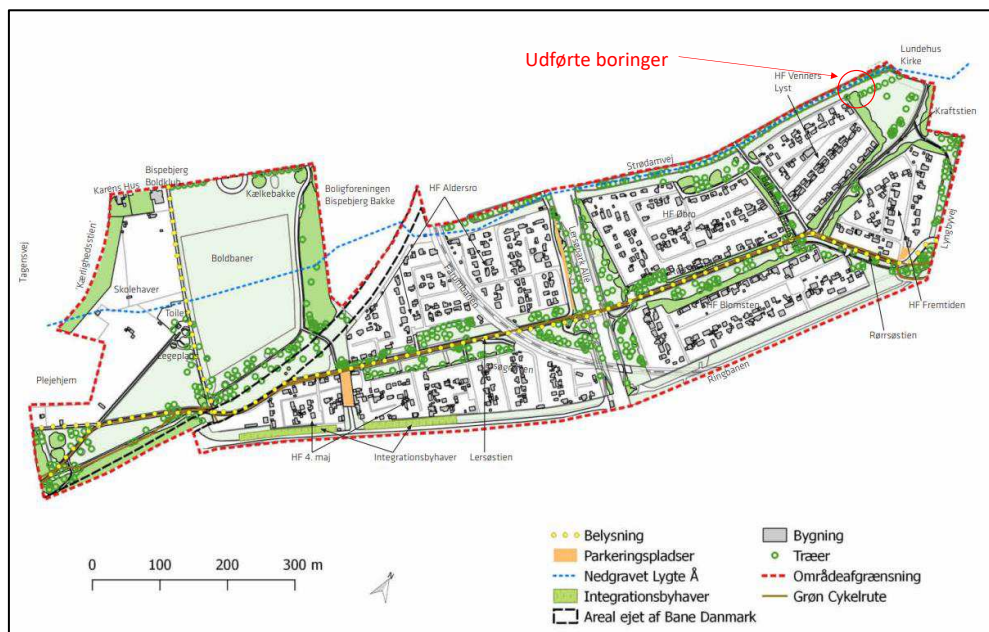 Udførte boringer
Lundehus
Kirke
HF Venners
Lyst
Kraftstien
Bispebjerg
Boldklub
Karens Hus
Kælkebakke
Boligforeningen
Bispebjerg Bakke
HF Aldersro
Strødamvej
Tagensvej
'Kærlighedsstien'
Boldbaner
HF Øbro
Lersøpark Allé
Lyngbyvej
Skolehaver
Toilet
HF Blomsten
HF Fremtiden
Rørsøstien
Plejehjem
Ringbanen
HF 4. maj
Integrationsbyhaver
Lersøstien
0
100
200
300 m
N
Belysning
Parkeringspladser
Nedgravet Lygte Å
Integrationsbyhaver
Areal ejet af Bane Danmark
Bygning
Træer
Områdeafgrænsning
Grøn Cykelrute